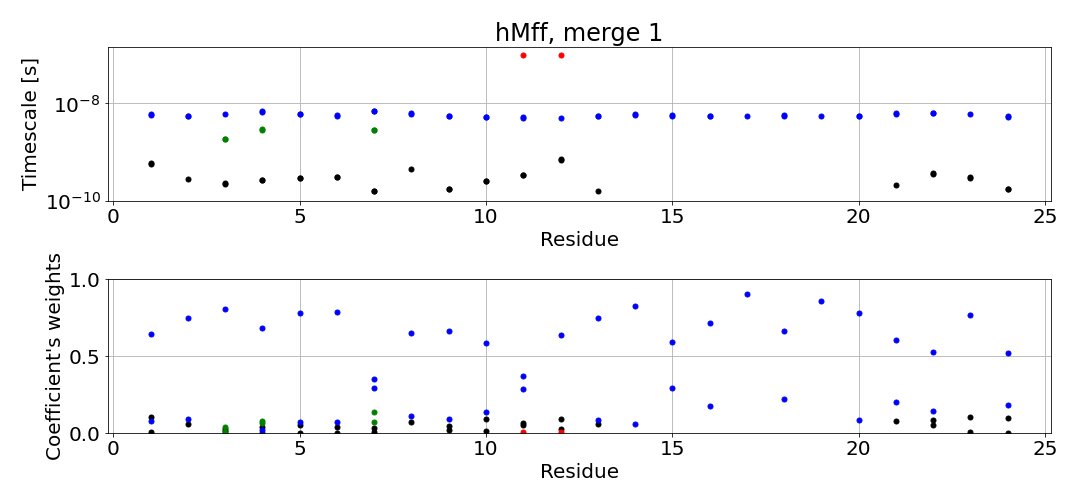 hMff, merge 1
Timescale [s]
10⁻⁸
10⁻¹⁰
0 5 10 15 20 25
Residue
Coefficient's weights
1.0
0.5
0.0
0 5 10 15 20 25
Residue